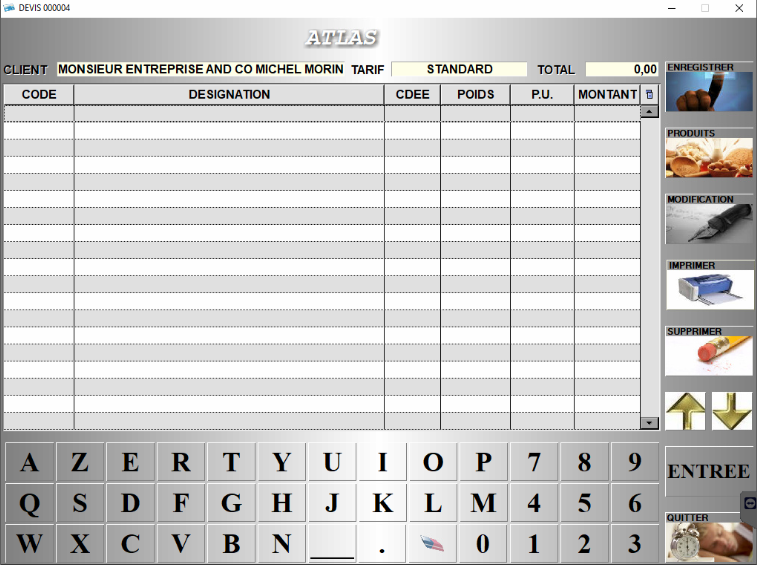 DEVIS 000004
ATLAS
CLIENT MONSIEUR ENTREPRISE AND CO MICHEL MORIN TARIF STANDARD TOTAL 0,00
CODE DESIGNATION CDEE POIDS P.U. MONTANT
ENREGISTRER
PRODUITS
MODIFICATION
IMPRIMER
SUPPRIMER
A Z E R T Y U I O P 7 8 9
Q S D F G H J K L M 4 5 6
W X C V B N ___ . 0 1 2 3
ENTREE
QUITTER